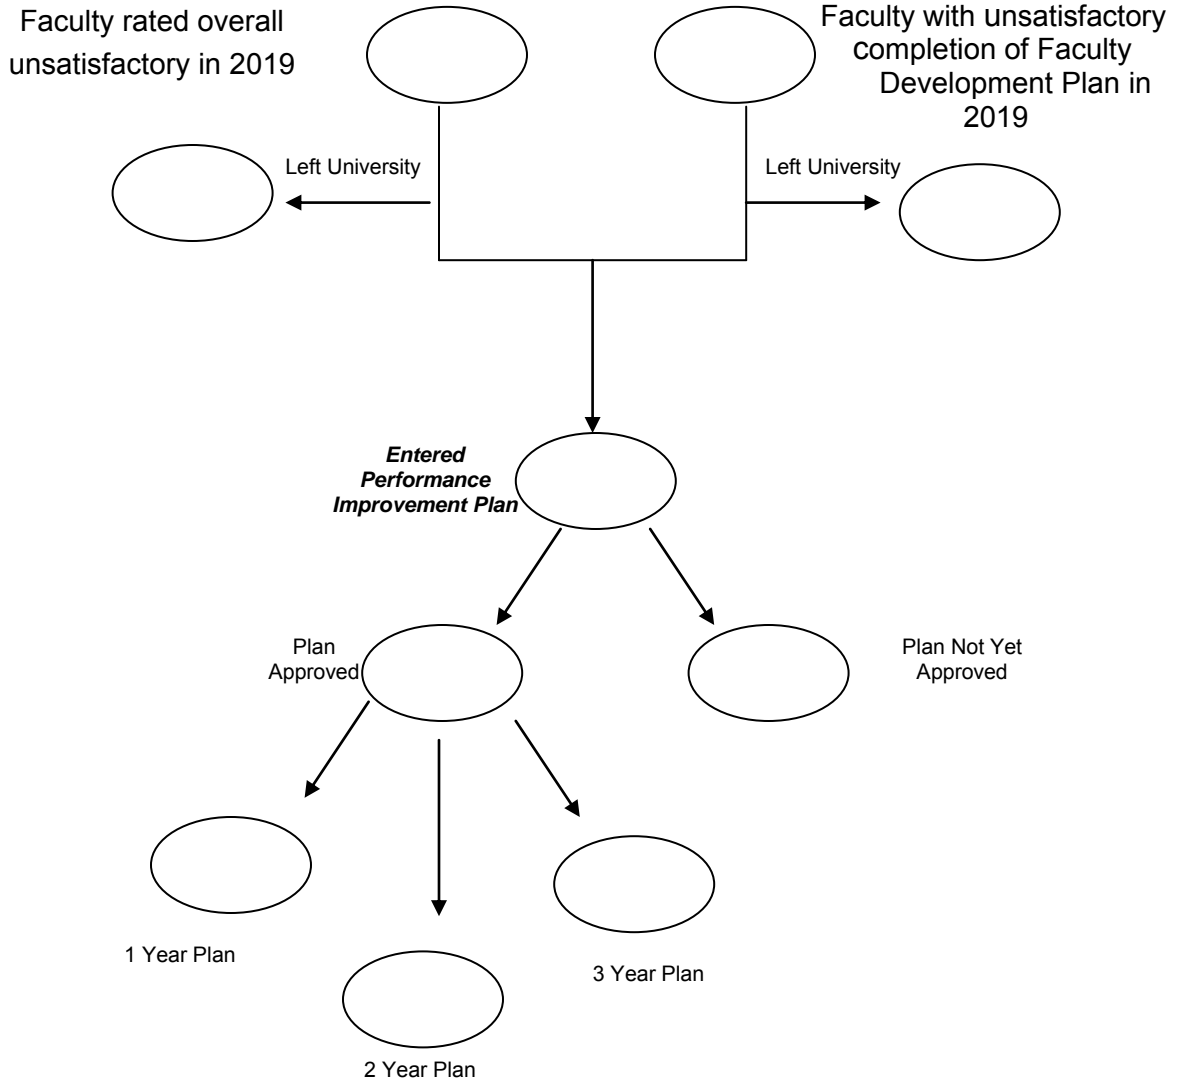 Faculty rated overall
unsatisfactory in 2019
Faculty with unsatisfactory
completion of Faculty
Development Plan in
2019
Left University
Left University
Entered
Performance
Improvement Plan
Plan
Approved
Plan Not Yet
Approved
1 Year Plan
3 Year Plan
2 Year Plan